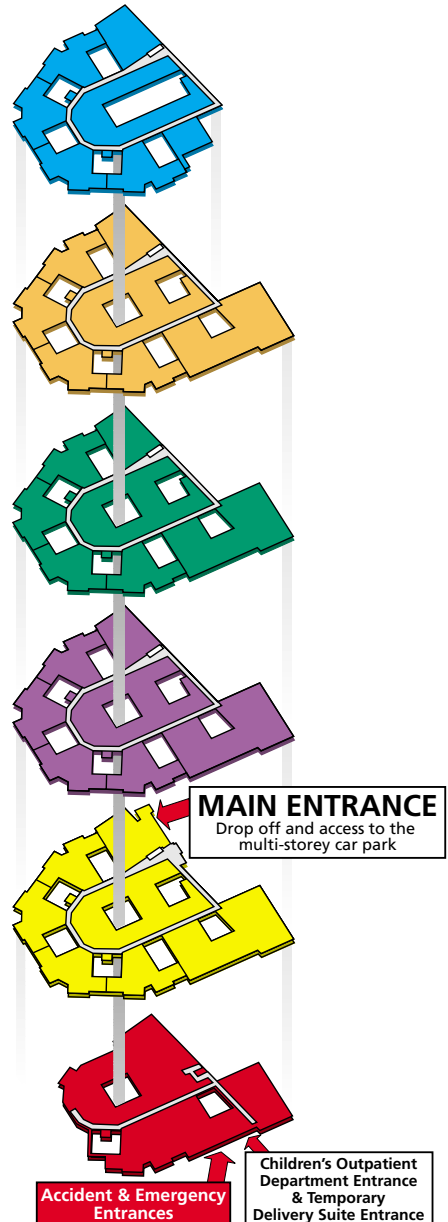 MAIN ENTRANCE
Drop off and access to the
multi-storey car park
Accident & Emergency
Entrances
Children's Outpatient
Department Entrance
& Temporary
Delivery Suite Entrance